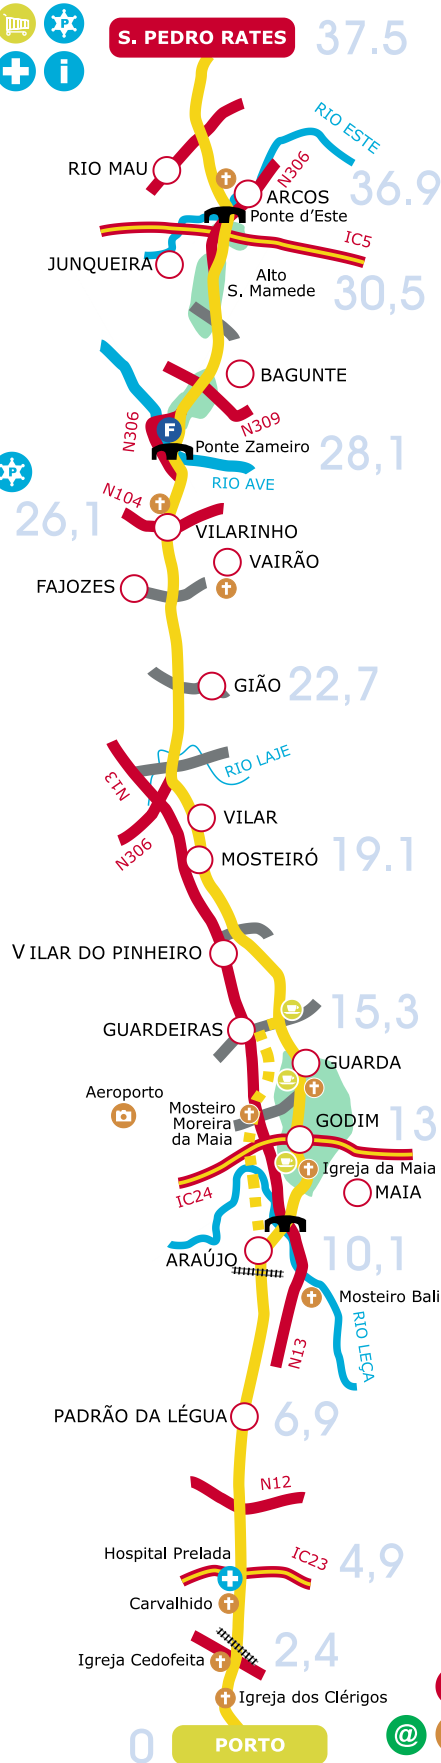 S. PEDRO RATES
37.5
RIO ESTE
RIO MAU
N306
ARCOS
36.9
Ponte d'Este
IC5
JUNQUEIRA
Alto
S. Mamede
30,5
BAGUNTE
N306
F
N309
Ponte Zameiro
28,1
RIO AVE
N104
26,1
VILARINHO
VAIRÃO
FAJOZES
GIÃO
22,7
RIO LAJE
N13
VILAR
N306
MOSTEIRÓ
19.1
V ILAR DO PINHEIRO
15,3
GUARDEIRAS
GUARDA
Aeroporto
Mosteiro
Moreira
da Maia
GODIM
13
Igreja da Maia
IC24
MAIA
ARAÚJO
10,1
Mosteiro Bali
N13
RIO LEÇA
PADRÃO DA LÉGUA
6,9
N12
Hospital Prelada
IC23
4,9
Carvalhido
Igreja Cedofeita
2,4
Igreja dos Clérigos
0
PORTO
@
P
i
P